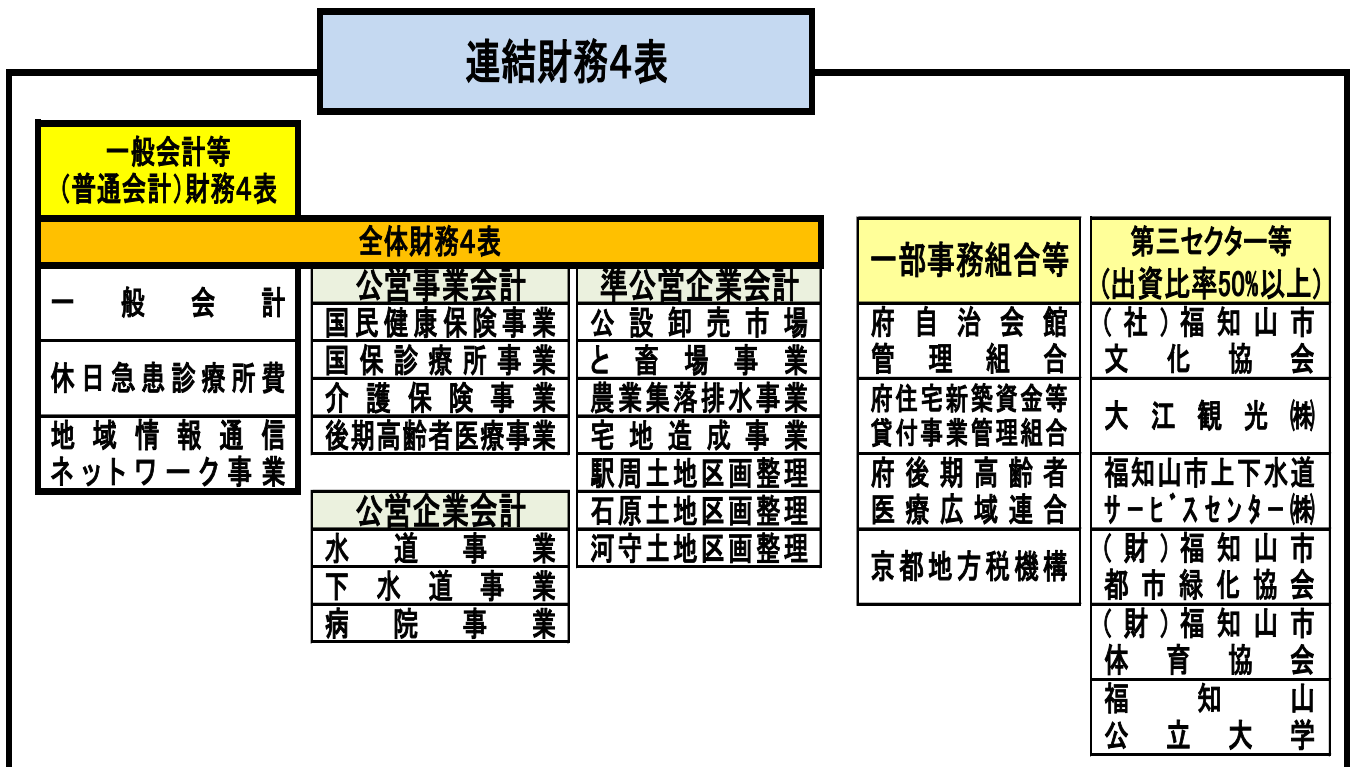 連結財務4表
一般会計等
(普通会計)財務4表
全体財務4表
一般会計
休日急患診療所費
地域情報通信
ネットワーク事業
公営事業会計
国民健康保険事業
国保診療所事業
介護保険事業
後期高齢者医療事業
公営企業会計
水道事業
下水道事業
病院事業
準公営企業会計
公設卸売市場
と畜場事業
農業集落排水事業
宅地造成事業
駅周土地区画整理
石原土地区画整理
河守土地区画整理
一部事務組合等
府自治会館
管理組合
府住宅新築資金等
貸付事業管理組合
府後期高齢者
医療広域連合
京都地方税機構
第三セクター等
(出資比率50%以上)
(社)福知山市
文化協会
大江観光㈱
福知山市上下水道
サービスセンター㈱
(財)福知山市
都市緑化協会
(財)福知山市
体育協会
福知山
公立大学